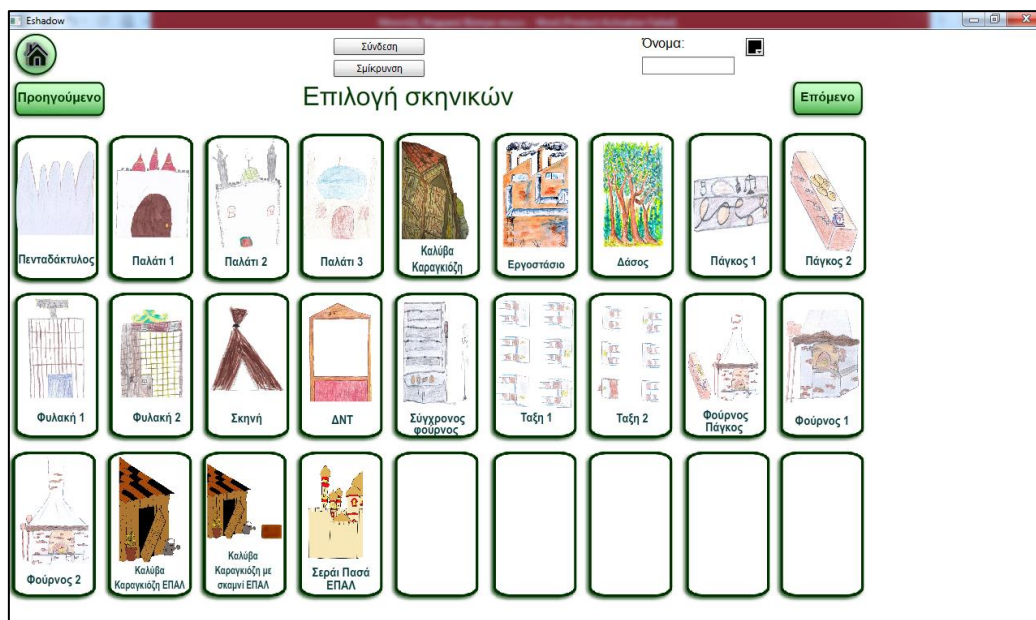 Eshadow
Σύνδεση
Σμίκρυνση
Όνομα:
Προηγούμενο
Επιλογή σκηνικών
Επόμενο
Πενταδάκτυλος
Παλάτι 1
Παλάτι 2
Παλάτι 3
Καλύβα
Καραγκιόζη
Εργοστάσιο
Δάσος
Πάγκος 1
Πάγκος 2
Φυλακή 1
Φυλακή 2
Σκηνή
ΔΝΤ
Σύγχρονος
φούρνος
Ταξη 1
Ταξη 2
Φούρνος
Πάγκος
Φούρνος 1
Φούρνος 2
Καλύβα
Καραγκιόζη ΕΠΑΛ
Καλύβα
Καραγκιόζη με
σκαμνί ΕΠΑΛ
Σεράι Πασά
ΕΠΑΛ